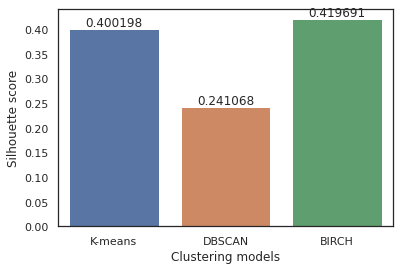 0.400198
0.241068
0.419691
0.40
0.35
0.30
0.25
0.20
0.15
0.10
0.05
0.00
Silhouette score
K-means
DBSCAN
BIRCH
Clustering models